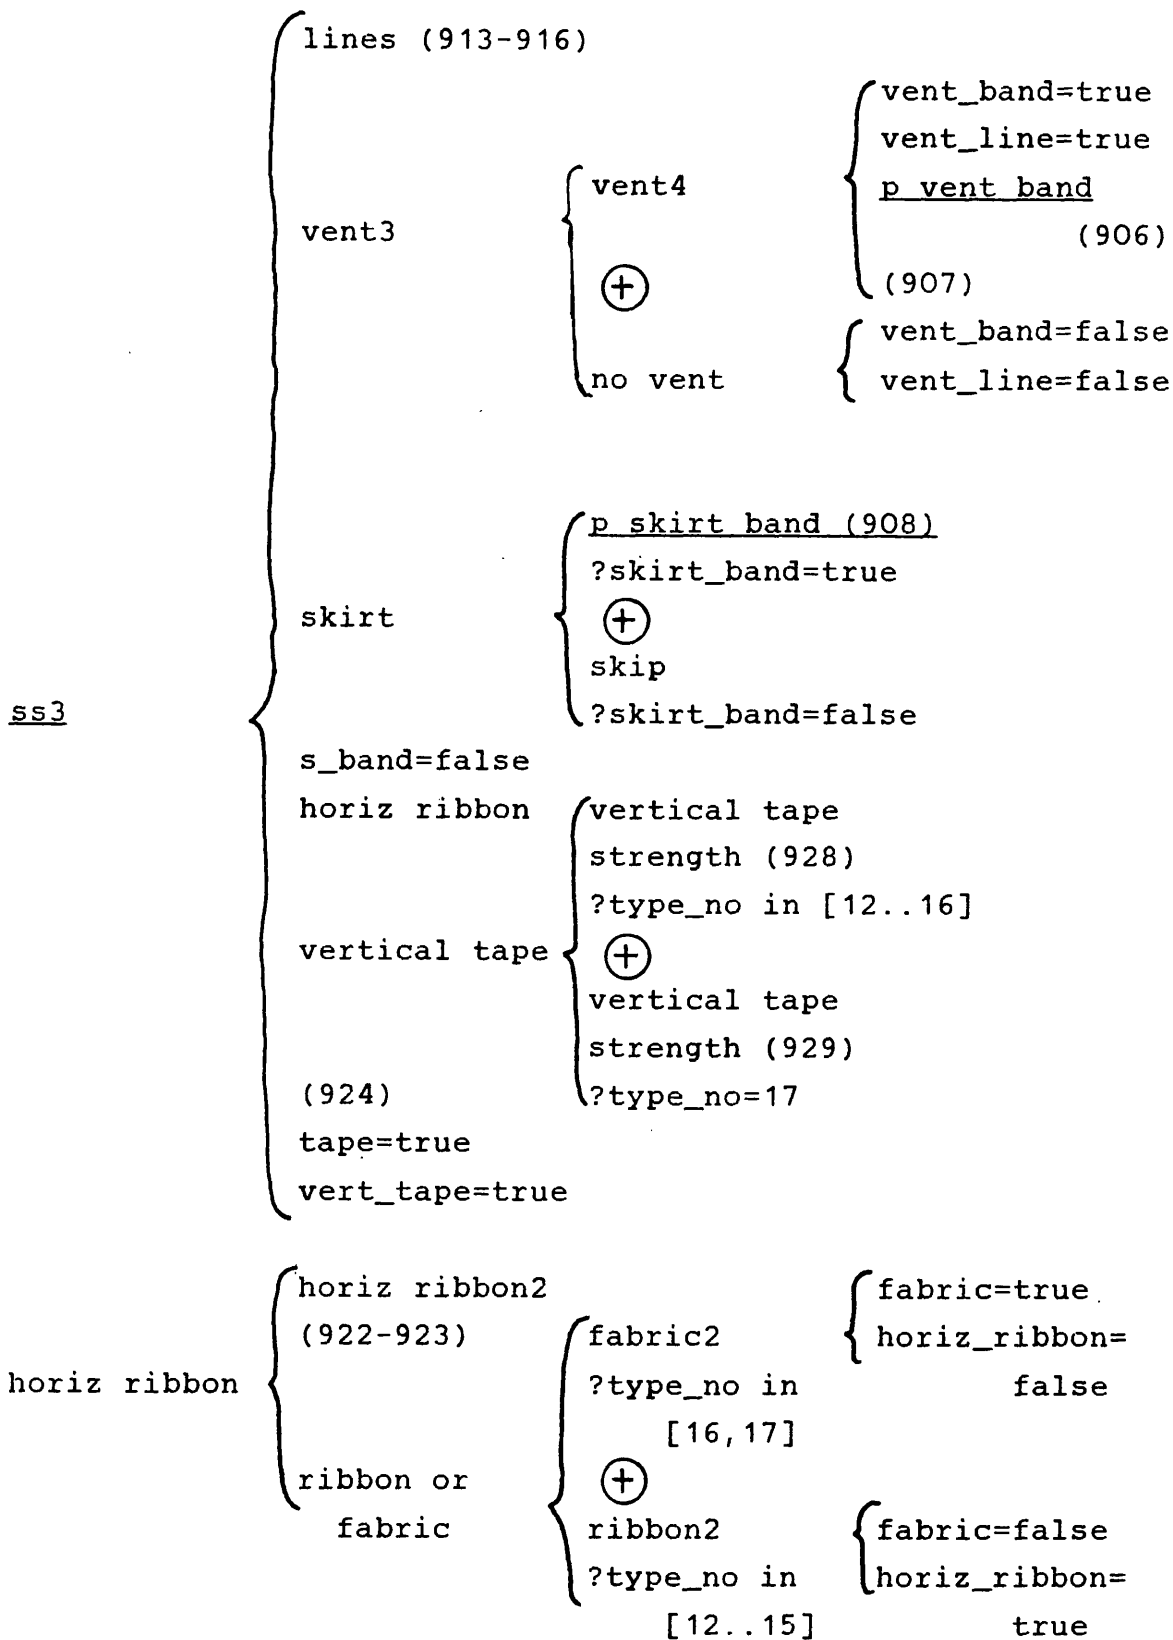 lines (913-916)
vent_band=true
vent_line=true
vent4
p vent band
vent3
(906)
⊕
(907)
vent_band=false
no vent
vent_line=false
p skirt band (908)
?skirt_band=true
skirt
⊕
skip
ss3
?skirt_band=false
s_band=false
horiz ribbon
vertical tape
strength (928)
?type_no in [12..16]
vertical tape
⊕
vertical tape
strength (929)
(924)
?type_no=17
tape=true
vert_tape=true
horiz ribbon2
fabric=true
(922-923)
fabric2
horiz_ribbon=
horiz ribbon
?type_no in
false
[16,17]
ribbon or
⊕
fabric
ribbon2
fabric=false
?type_no in
horiz_ribbon=
[12..15]
true